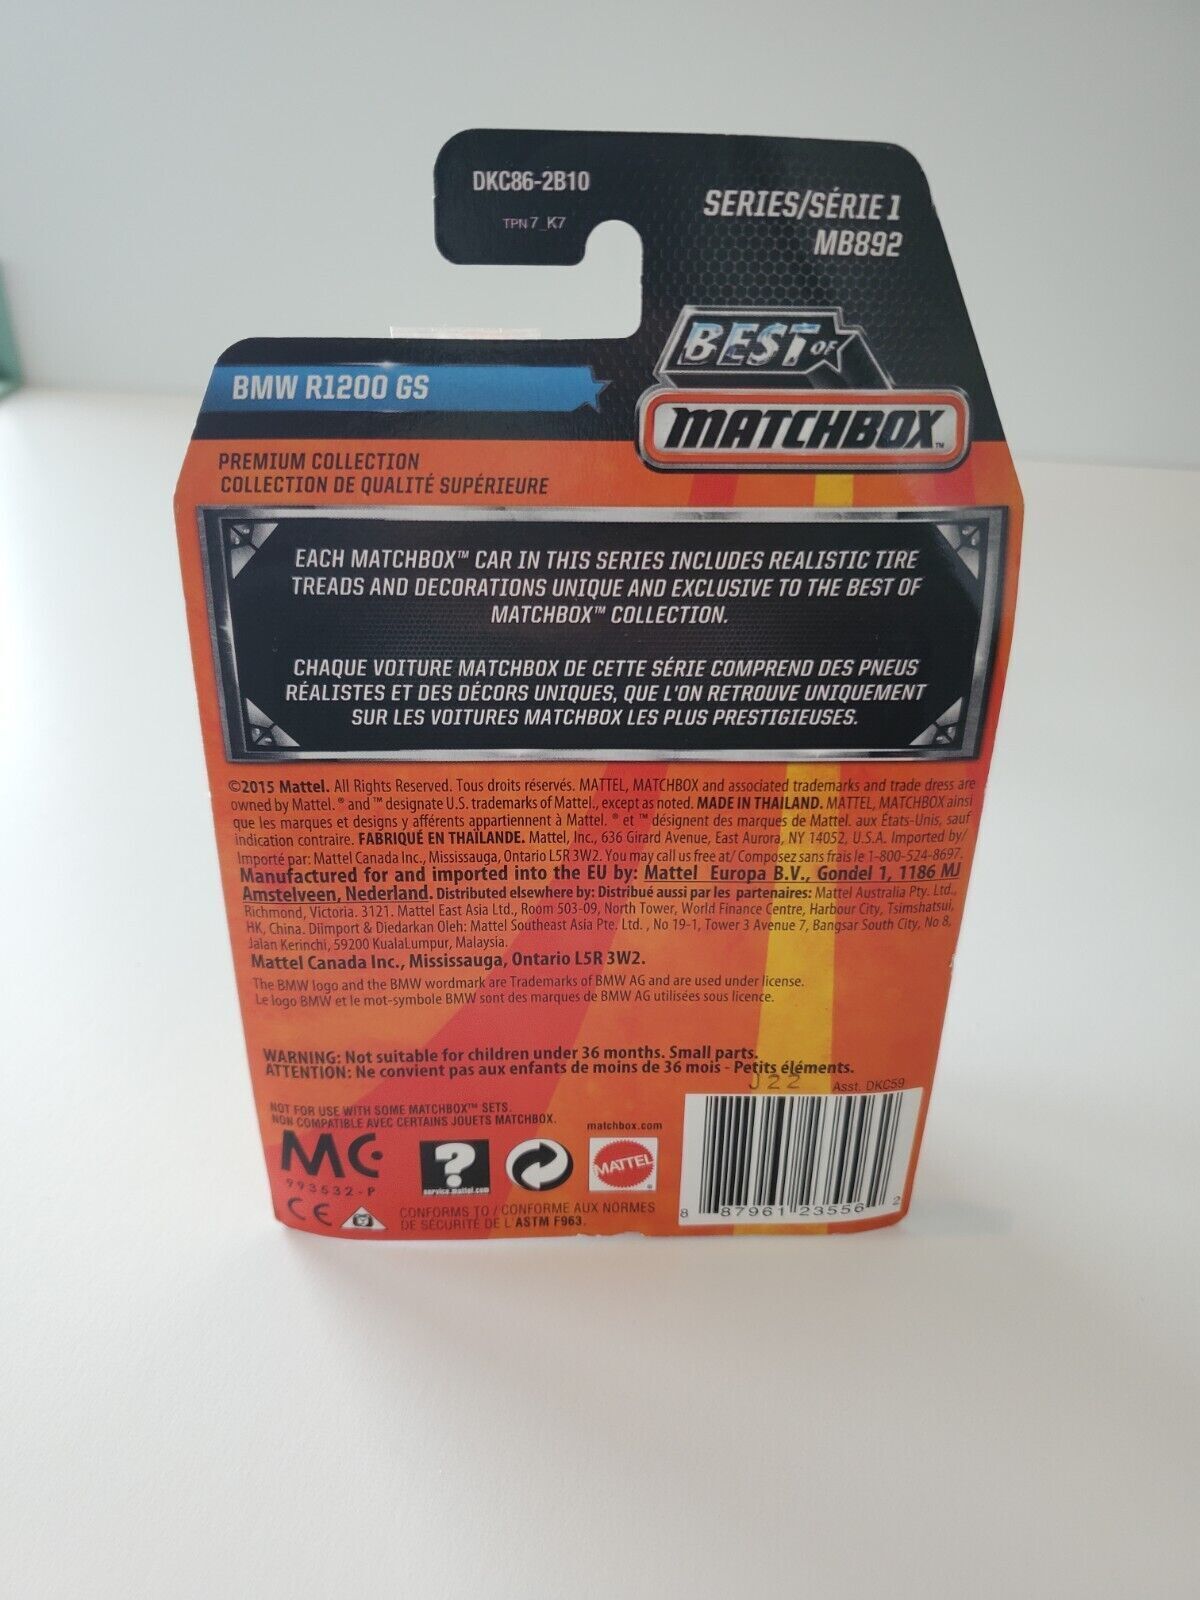 DKC86-2B10
TPN7_K7
SERIES/SÉRIE 1
MB892
BEST OF
MATCHBOX™
BMW R1200 GS
PREMIUM COLLECTION
COLLECTION DE QUALITÉ SUPÉRIEURE
EACH MATCHBOX™ CAR IN THIS SERIES INCLUDES REALISTIC TIRE
TREADS AND DECORATIONS UNIQUE AND EXCLUSIVE TO THE BEST OF
MATCHBOX™ COLLECTION.
CHAQUE VOITURE MATCHBOX DE CETTE SÉRIE COMPREND DES PNEUS
RÉALISTES ET DES DÉCORS UNIQUES, QUE L'ON RETROUVE UNIQUEMENT
SUR LES VOITURES MATCHBOX LES PLUS PRESTIGIEUSES.
©2015 Mattel. All Rights Reserved. Tous droits réservés. MATTEL, MATCHBOX and associated trademarks and trade dress are
owned by Mattel. ® and ™ designate U.S. trademarks of Mattel., except as noted. MADE IN THAILAND. MATTEL, MATCHBOX ainsi
que les marques et designs y afférents appartiennent à Mattel. ® et ™ désignent des marques de Mattel. aux États-Unis, sauf
indication contraire. FABRIQUÉ EN THAÏLANDE. Mattel, Inc., 636 Girard Avenue, East Aurora, NY 14052, U.S.A. Imported by/
Importé par: Mattel Canada Inc., Mississauga, Ontario L5R 3W2. You may call us free at/ Composez sans frais le 1-800-524-8697.
Manufactured for and imported into the EU by: Mattel Europa B.V., Gondel 1, 1186 MJ
Amstelveen, Nederland. Distributed elsewhere by: Distribué aussi par les partenaires: Mattel Australia Pty. Ltd.,
Richmond, Victoria. 3121. Mattel East Asia Ltd., Room 503-09, North Tower, World Finance Centre, Harbour City, Tsimshatsui,
HK, China. Diimport & Diedarkan Oleh: Mattel Southeast Asia Pte. Ltd. , No 19-1, Tower 3 Avenue 7, Bangsar South City, No 8,
Jalan Kerinchi, 59200 KualaLumpur, Malaysia.
Mattel Canada Inc., Mississauga, Ontario L5R 3W2.
The BMW logo and the BMW wordmark are Trademarks of BMW AG and are used under license.
Le logo BMW et le mot-symbole BMW sont des marques de BMW AG utilisées sous licence.
WARNING: Not suitable for children under 36 months. Small parts.
ATTENTION: Ne convient pas aux enfants de moins de 36 mois - Petits éléments.
J22
Asst. DKC59
NOT FOR USE WITH SOME MATCHBOX™ SETS.
NON COMPATIBLE AVEC CERTAINS JOUETS MATCHBOX.
matchbox.com
MC
993532-P
?
service.mattel.com
MATTEL ®
CE
CONFORMS TO / CONFORME AUX NORMES
DE SÉCURITÉ DE L'ASTM F963.
8 87961 23556 2